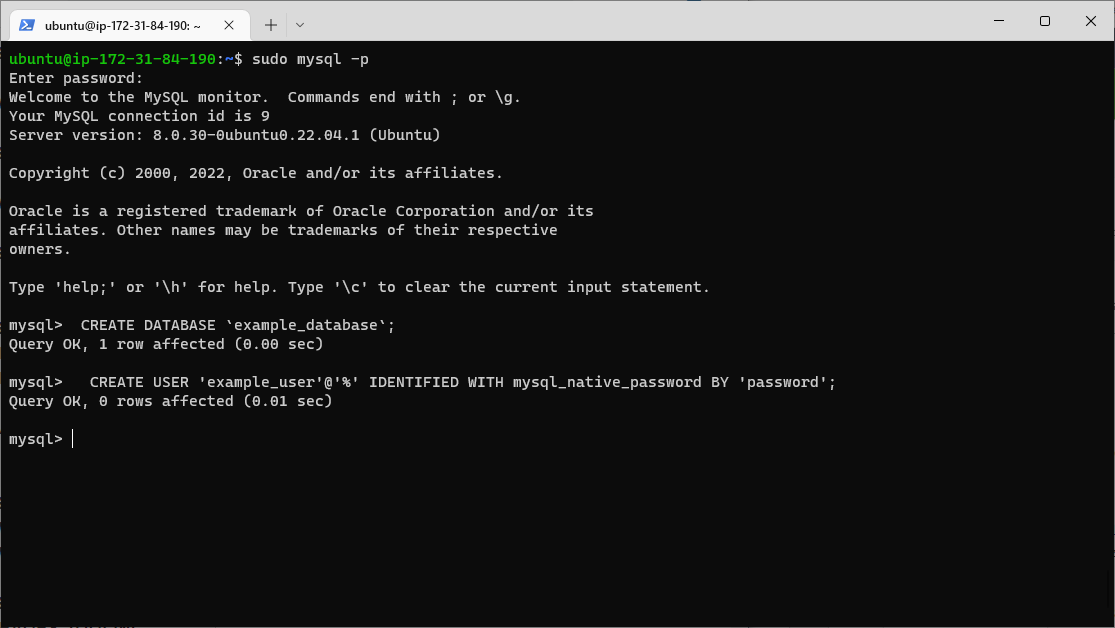 ubuntu@ip-172-31-84-190: ~
ubuntu@ip-172-31-84-190:~$ sudo mysql -p
Enter password:
Welcome to the MySQL monitor.  Commands end with ; or \g.
Your MySQL connection id is 9
Server version: 8.0.30-0ubuntu0.22.04.1 (Ubuntu)
Copyright (c) 2000, 2022, Oracle and/or its affiliates.
Oracle is a registered trademark of Oracle Corporation and/or its
affiliates. Other names may be trademarks of their respective
owners.
Type 'help;' or '\h' for help. Type '\c' to clear the current input statement.
mysql>  CREATE DATABASE `example_database`;
Query OK, 1 row affected (0.00 sec)
mysql>   CREATE USER 'example_user'@'%' IDENTIFIED WITH mysql_native_password BY 'password';
Query OK, 0 rows affected (0.01 sec)
mysql>